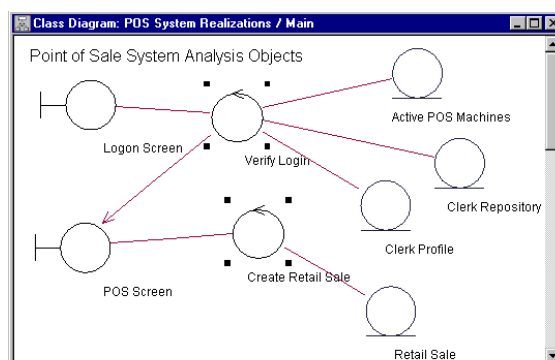 Class Diagram: POS System Realizations / Main
Point of Sale System Analysis Objects
Logon Screen
Verify Login
Active POS Machines
Clerk Repository
Clerk Profile
POS Screen
Create Retail Sale
Retail Sale